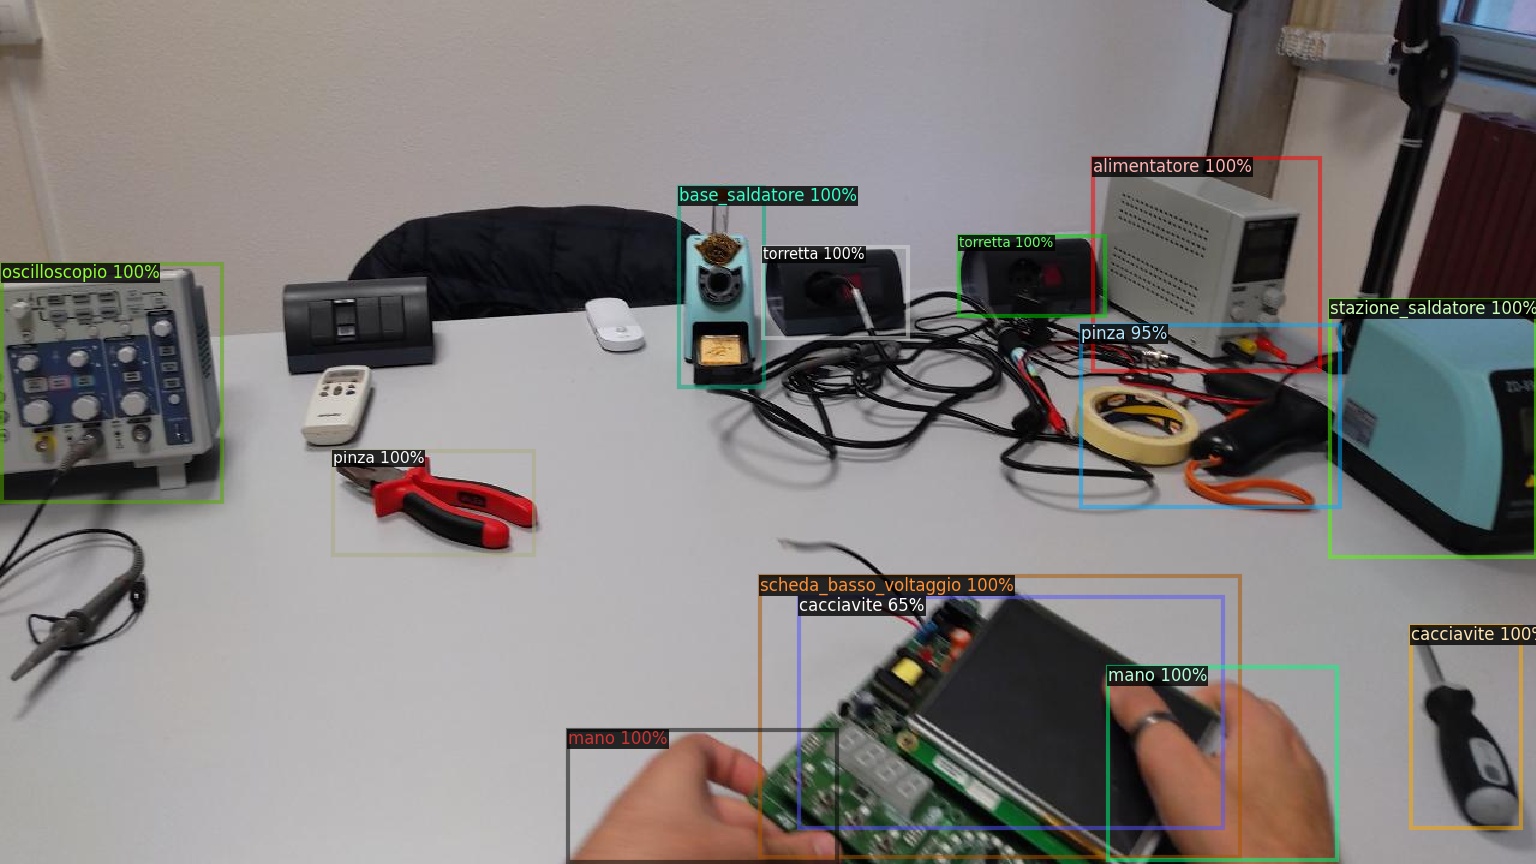 alimentatore 100%
base_saldatore 100%
torretta 100%
torretta 100%
oscilloscopio 100%
stazione_saldatore 100%
pinza 95%
pinza 100%
scheda_basso_voltaggio 100%
cacciavite 65%
cacciavite 100%
mano 100%
mano 100%